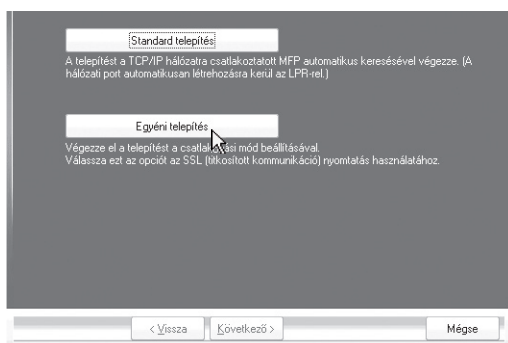 Standard telepítés
A telepítést a TCP/IP hálózatra csatlakoztatott MFP automatikus keresésével végezze. (A
hálózati port automatikusan létrehozásra kerül az LPR-rel.)
Egyéni telepítés
Végezze el a telepítést a csatlakozási mód beállításával.
Válassza ezt az opciót az SSL (titkosított kommunikáció) nyomtatás használatához.
< Vissza Következő > Mégse